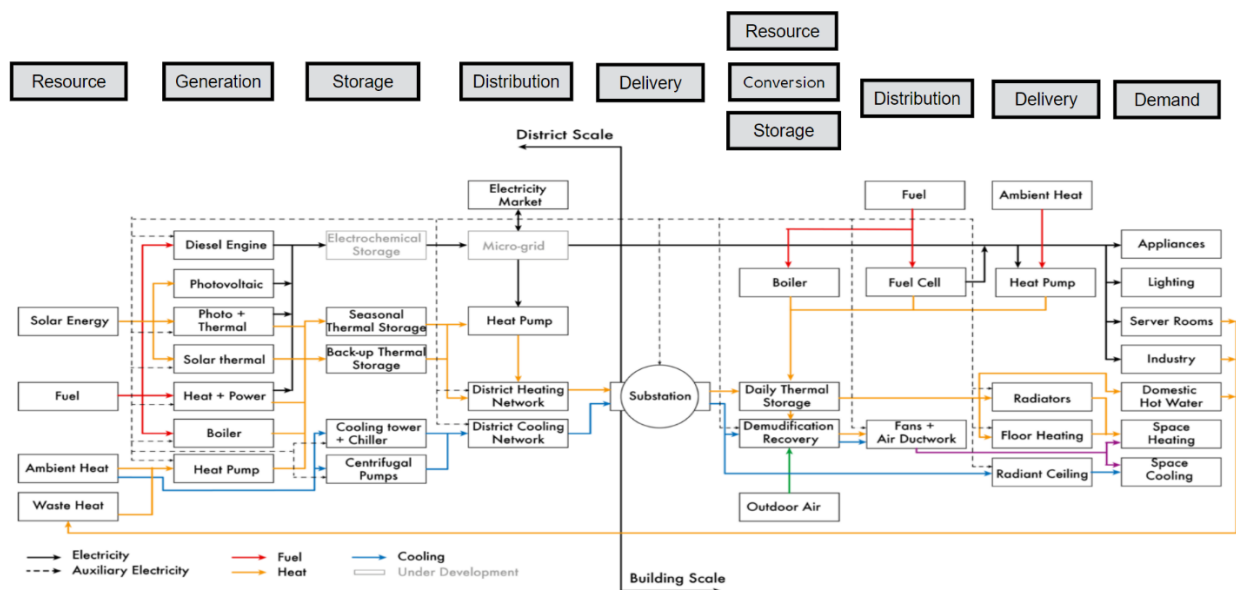 Resource
Resource
Generation
Storage
Distribution
Delivery
Conversion
Distribution
Delivery
Demand
Storage
District Scale
Electricity
Market
Fuel
Ambient Heat
Diesel Engine
Electrochemical
Storage
Micro-grid
Appliances
Photovoltaic
Boiler
Fuel Cell
Heat Pump
Lighting
Solar Energy
Photo +
Thermal
Seasonal
Thermal Storage
Heat Pump
Server Rooms
Solar thermal
Back-up Thermal
Storage
Industry
Fuel
Heat + Power
District Heating
Network
Substation
Daily Thermal
Storage
Radiators
Domestic
Hot Water
Boiler
Cooling tower
+ Chiller
District Cooling
Network
Demudification
Recovery
Fans +
Air Ductwork
Floor Heating
Space
Heating
Ambient Heat
Heat Pump
Centrifugal
Pumps
Radiant Ceiling
Space
Cooling
Waste Heat
Outdoor Air
Electricity
Fuel
Cooling
Auxiliary Electricity
Heat
Under Development
Building Scale